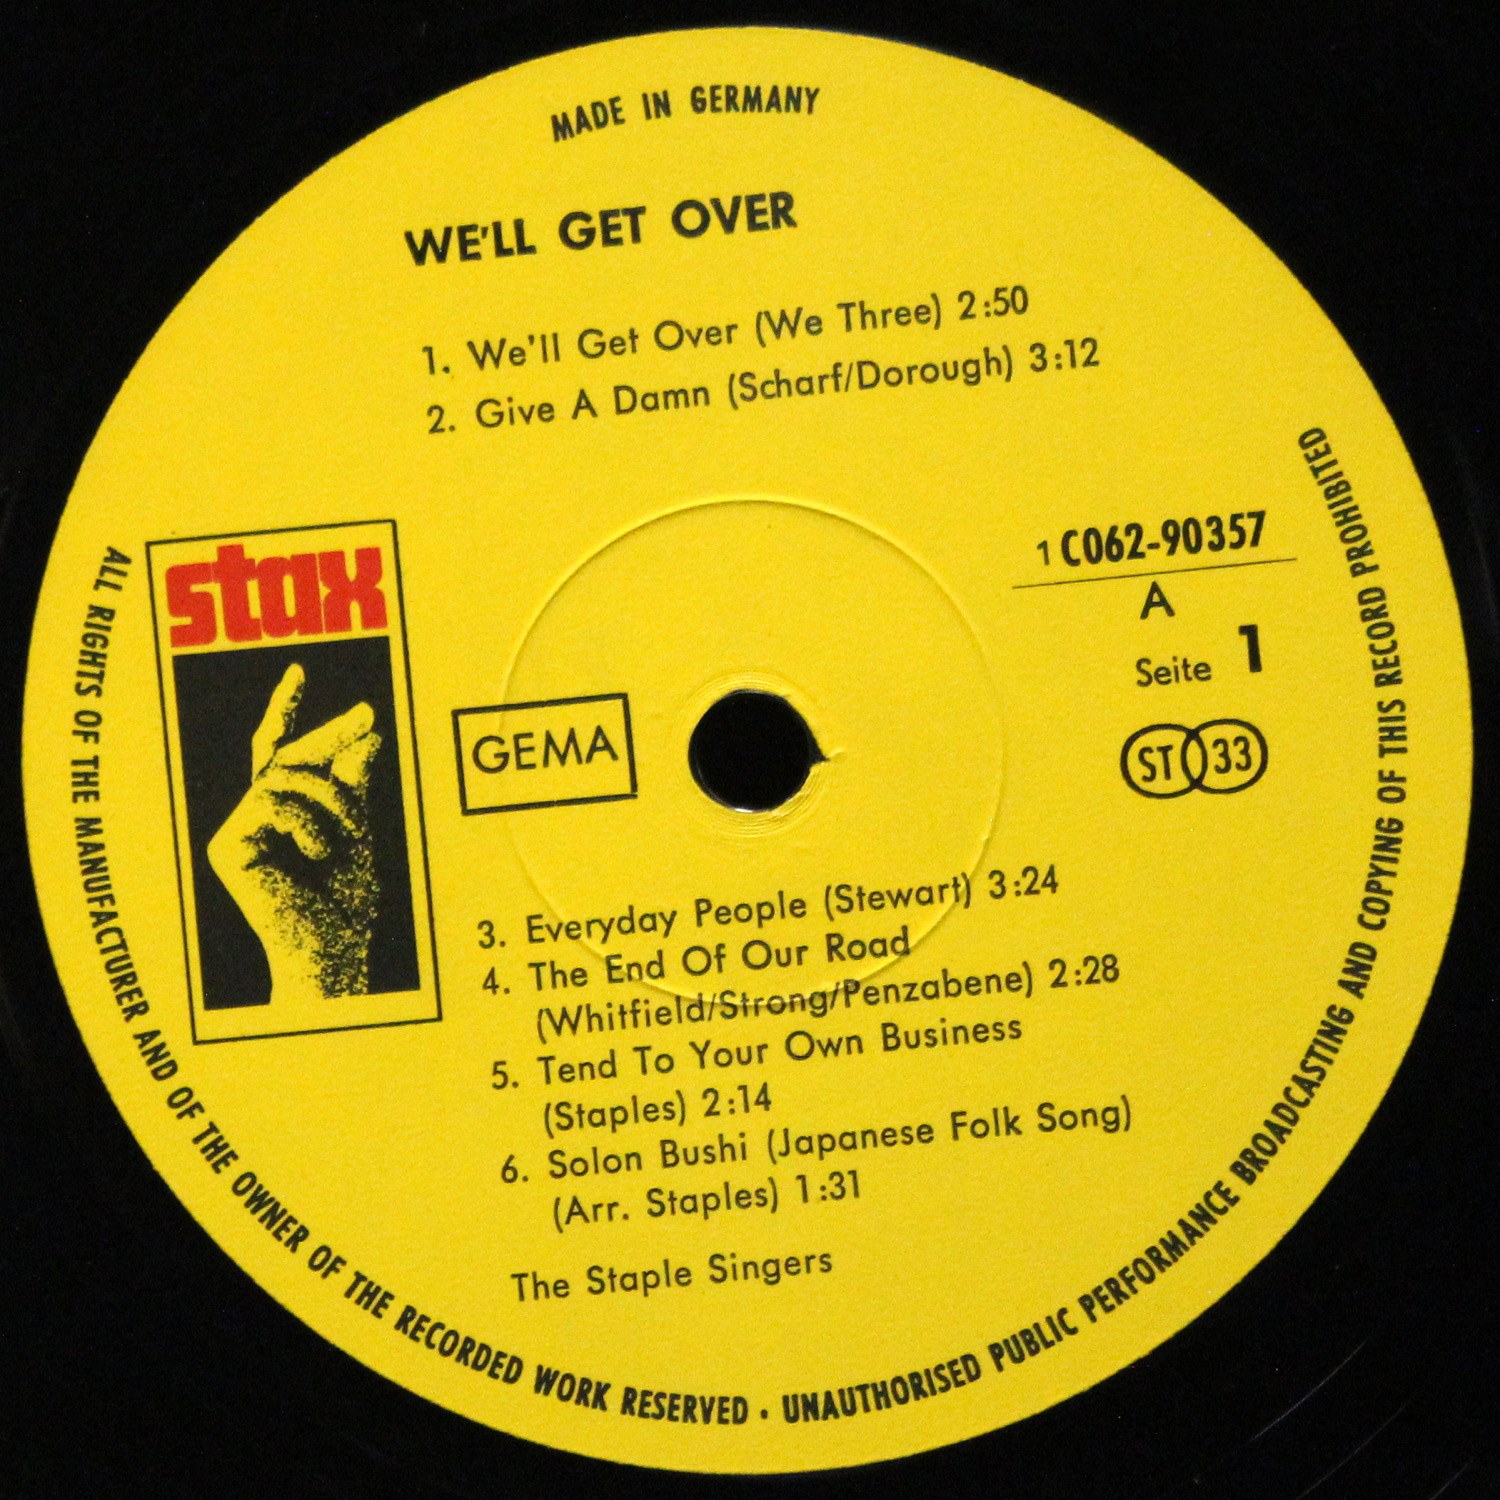 MADE IN GERMANY
WE'LL GET OVER
1. We'll Get Over (We Three) 2:50
2. Give A Damn (Scharf/Dorough) 3:12
stax
GEMA
1 C062-90357
A
Seite 1
ST 33
3. Everyday People (Stewart) 3:24
4. The End Of Our Road
(Whitfield/Strong/Penzabene) 2:28
5. Tend To Your Own Business
(Staples) 2:14
6. Solon Bushi (Japanese Folk Song)
(Arr. Staples) 1:31
The Staple Singers
ALL RIGHTS OF THE MANUFACTURER AND OF THE OWNER OF THE RECORDED WORK RESERVED · UNAUTHORISED PUBLIC PERFORMANCE BROADCASTING AND COPYING OF THIS RECORD PROHIBITED